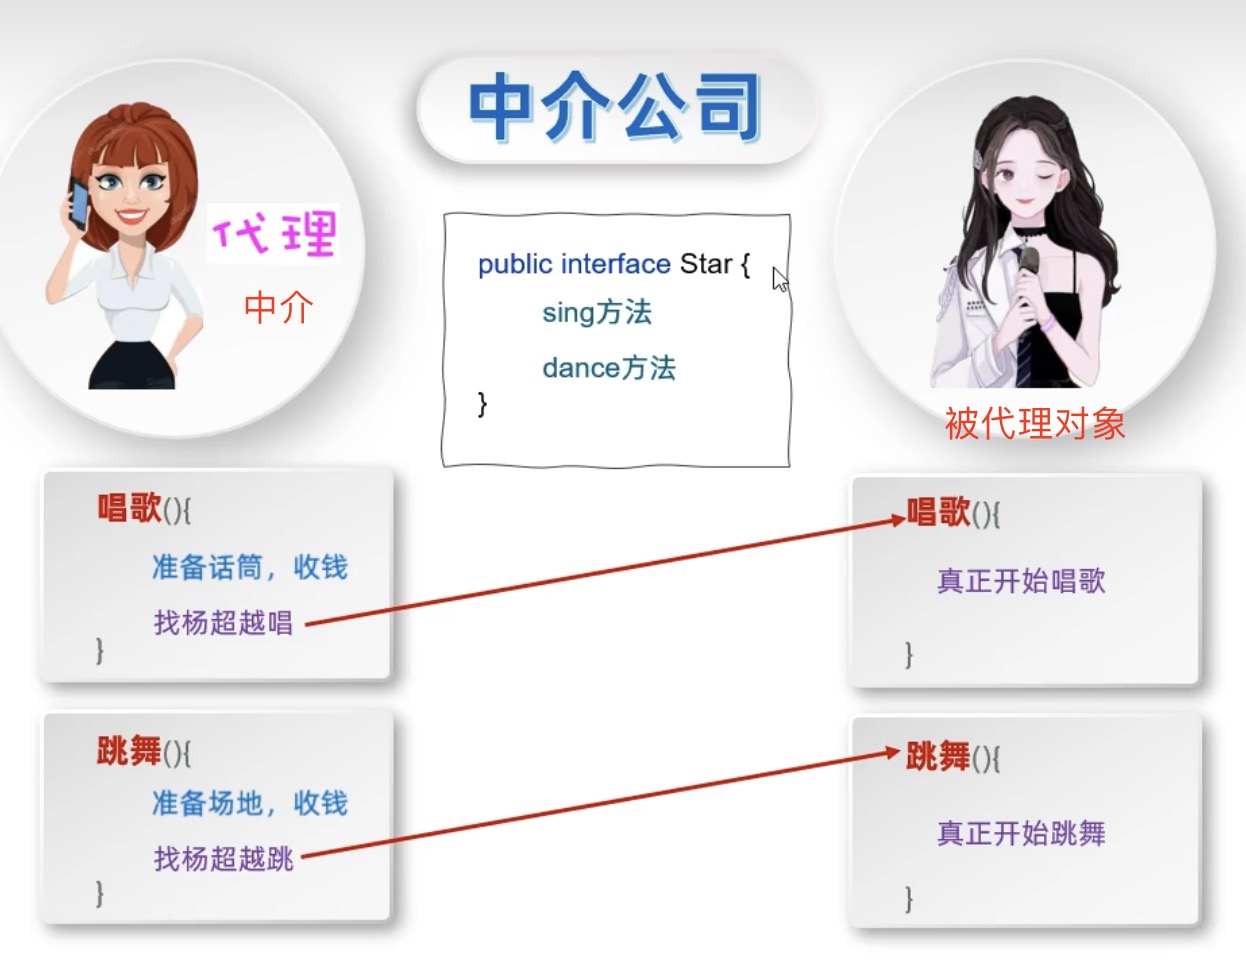 中介公司
代理
中介
public interface Star {
sing方法
dance方法
}
被代理对象
唱歌(){
准备话筒，收钱
找杨超越唱
}
唱歌(){
真正开始唱歌
}
跳舞(){
准备场地，收钱
找杨超越跳
}
跳舞(){
真正开始跳舞
}